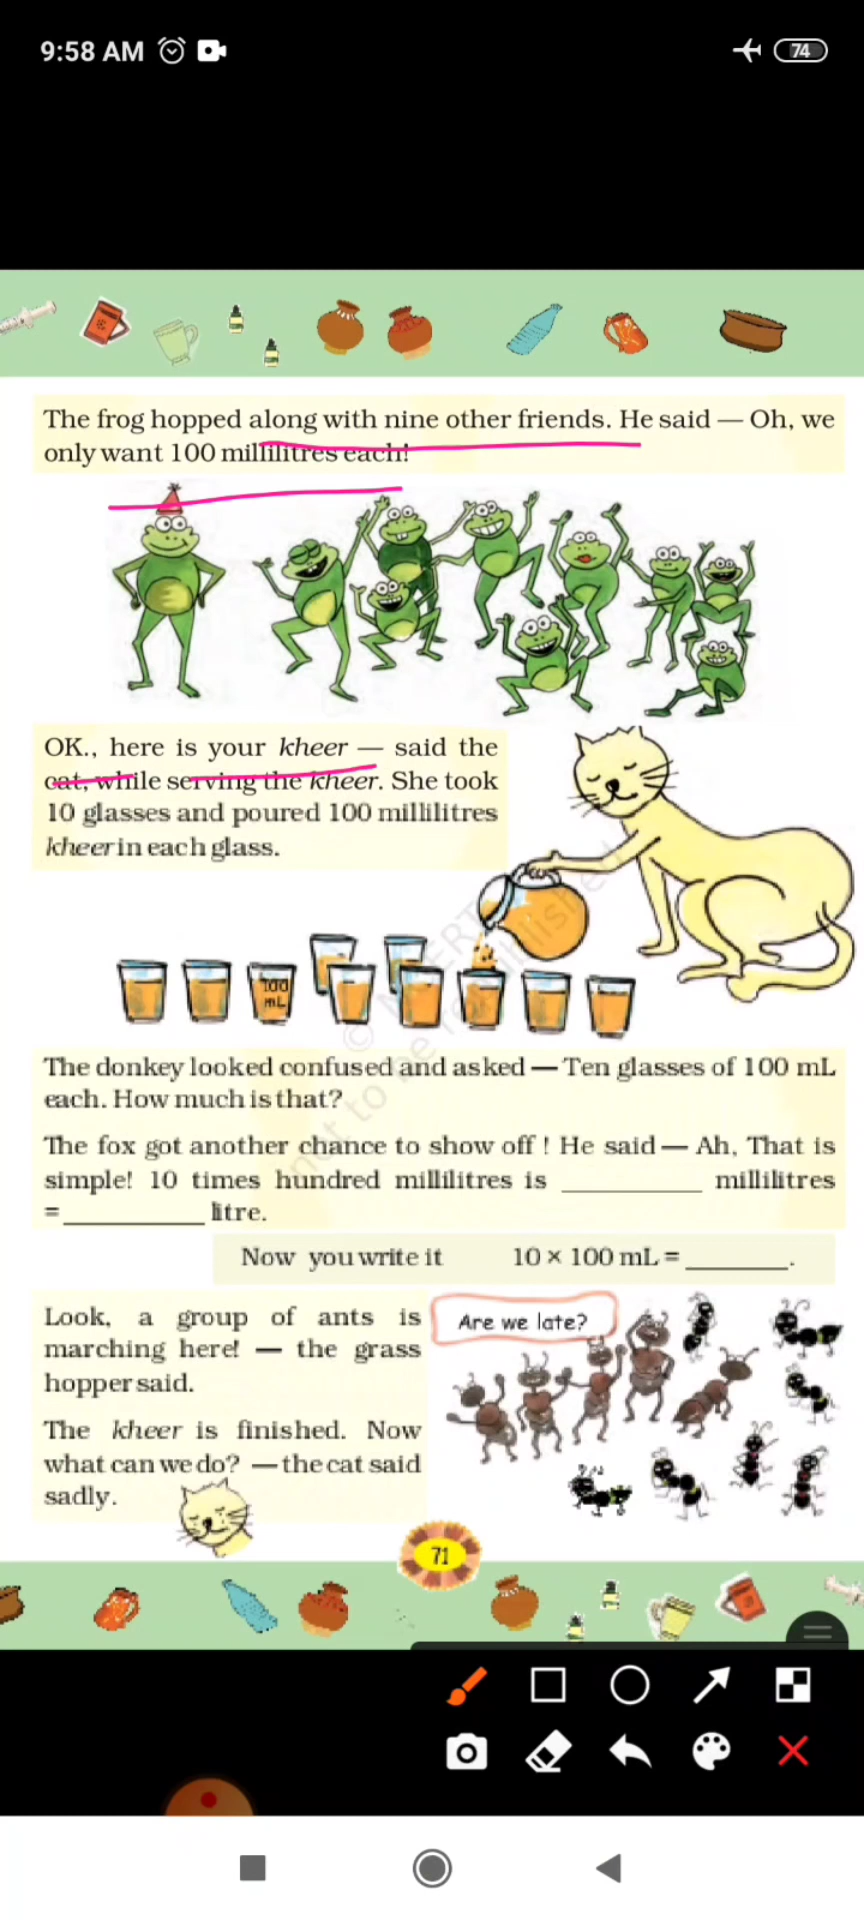 9:58 AM
74
The frog hopped along with nine other friends. He said — Oh, we
only want 100 millilitres each!
OK., here is your kheer — said the
cat, while serving the kheer. She took
10 glasses and poured 100 millilitres
kheer in each glass.
100
mL
The donkey looked confused and asked — Ten glasses of 100 mL
each. How much is that?
The fox got another chance to show off ! He said — Ah, That is
simple! 10 times hundred millilitres is __________ millilitres
= __________ litre.
Now you write it 10 × 100 mL = ________.
Look, a group of ants is
marching here! — the grass
hopper said.
Are we late?
The kheer is finished. Now
what can we do? — the cat said
sadly.
71